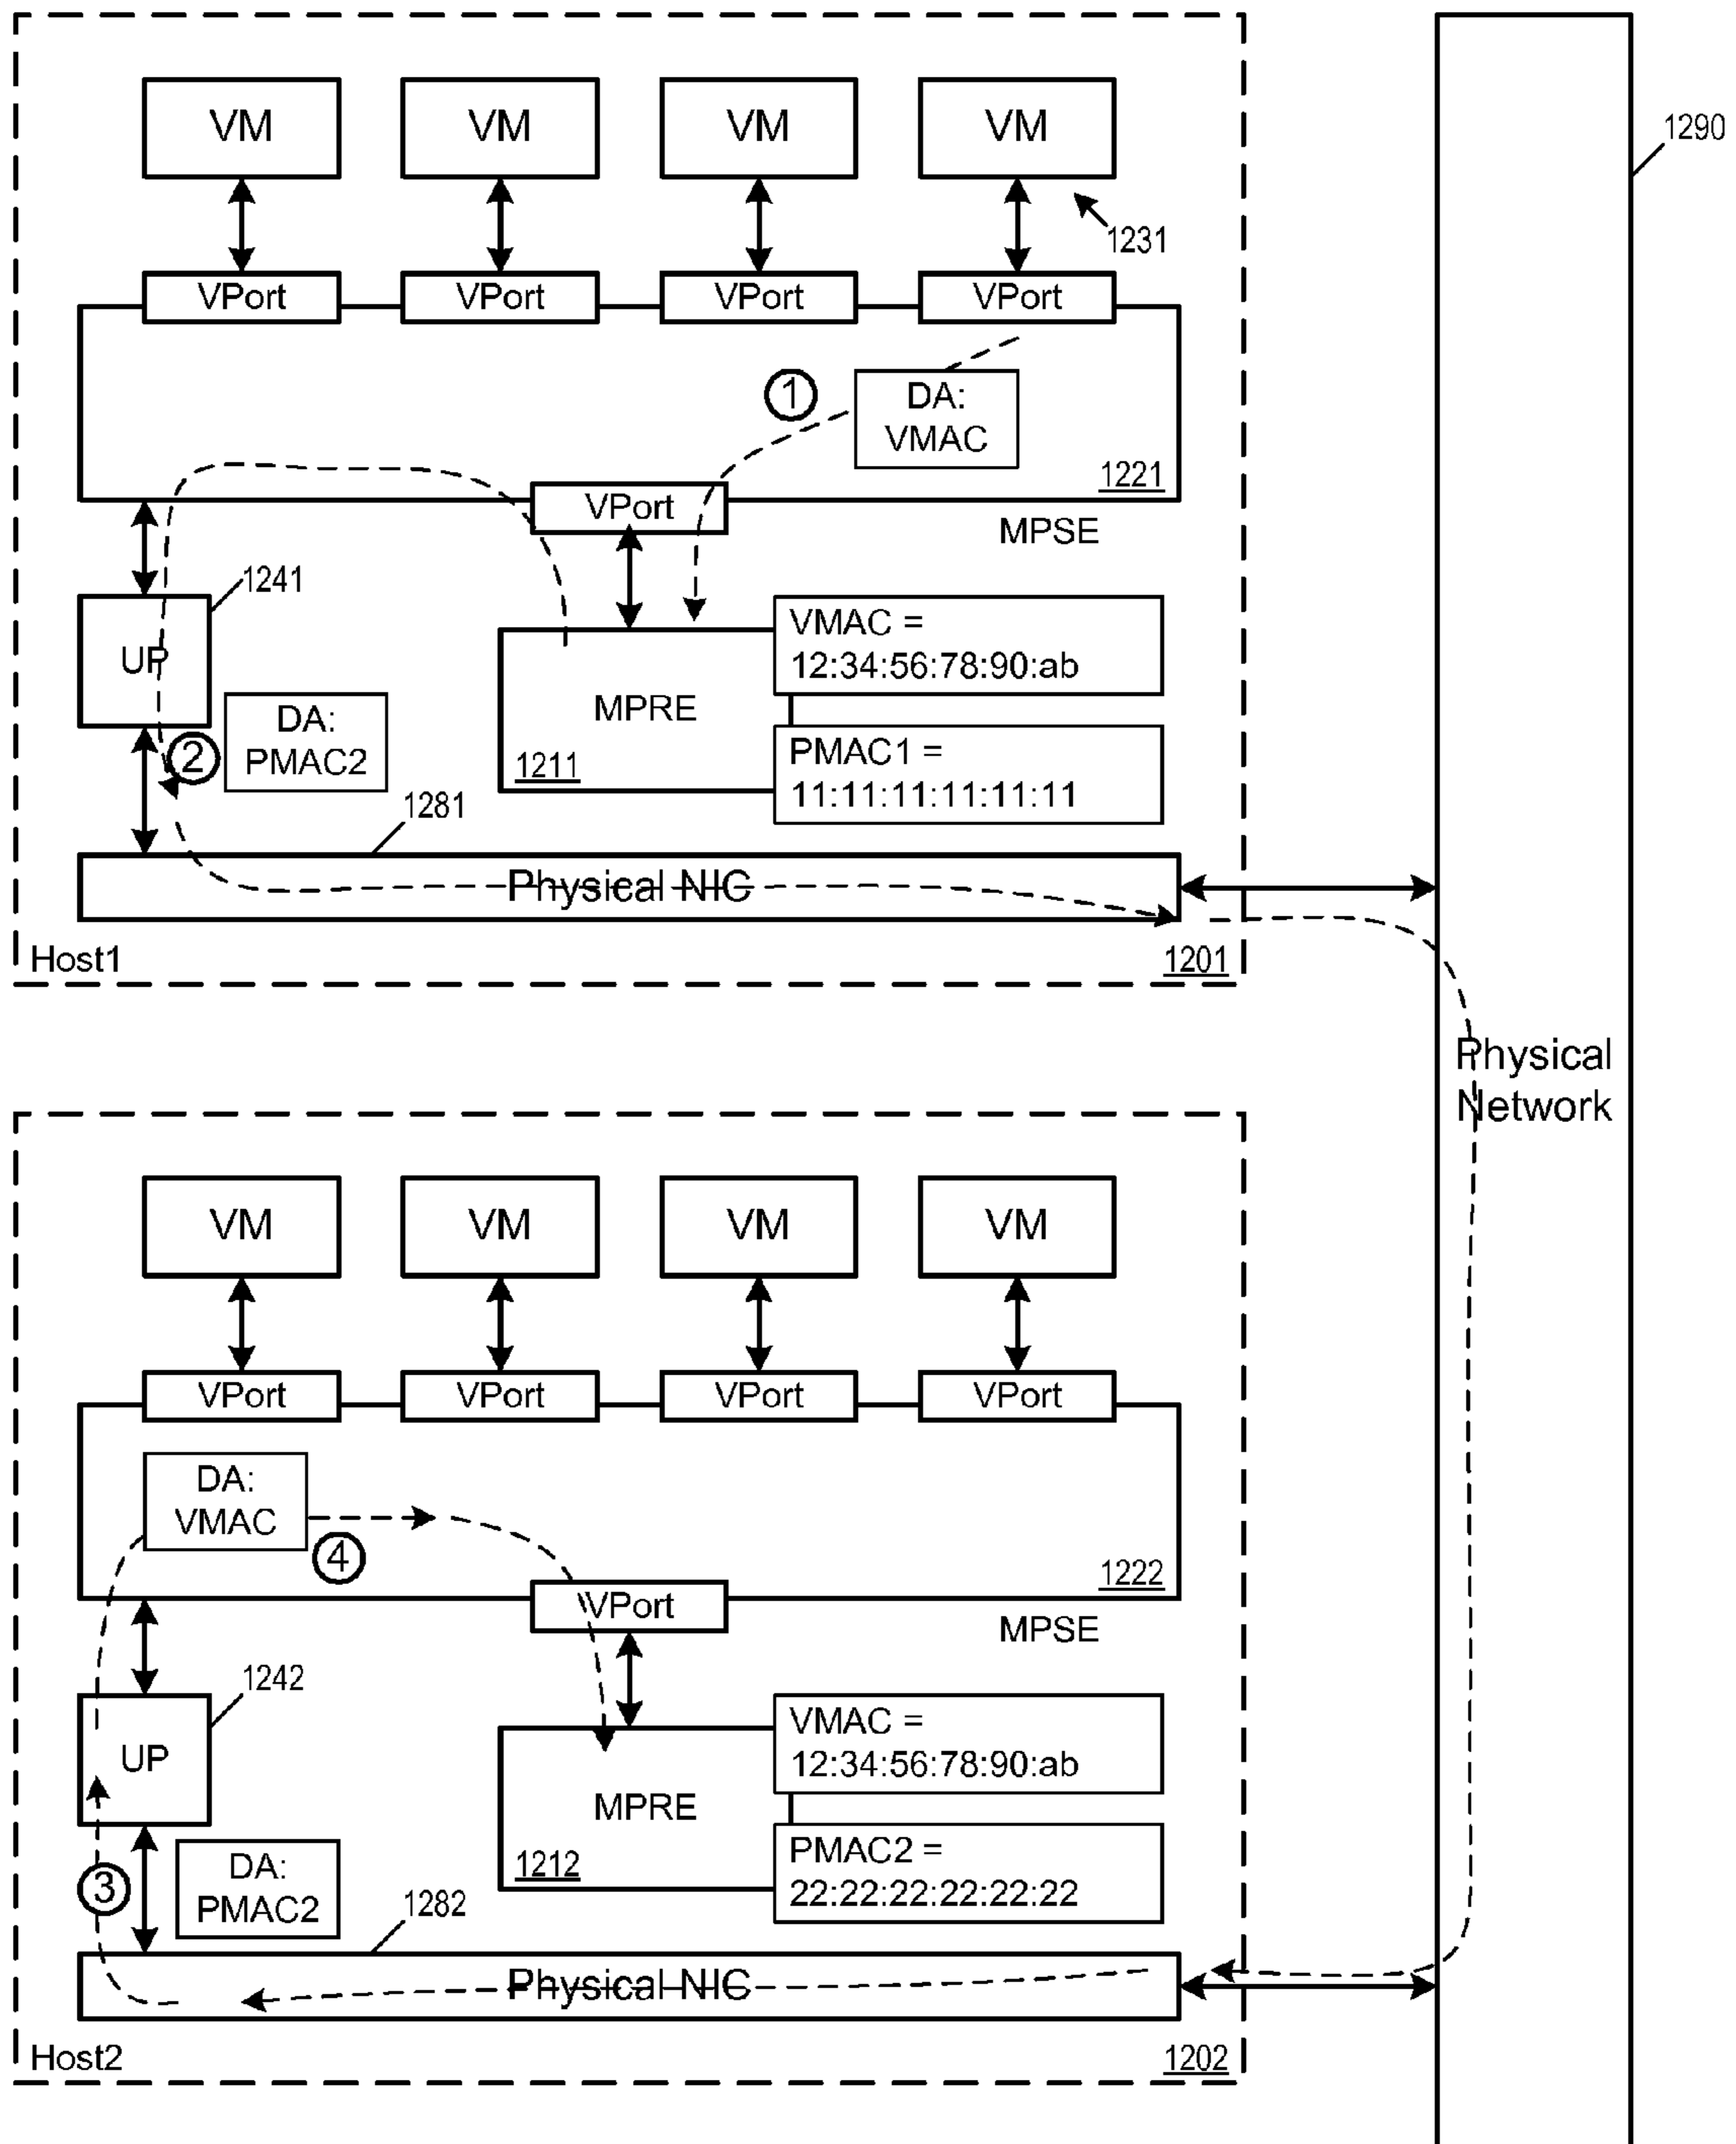 VM VM VM VM
1290
1231
VPort VPort VPort VPort
1
DA:
VMAC
1221
VPort
MPSE
1241
UP
VMAC =
12:34:56:78:90:ab
MPRE
1211
PMAC1 =
11:11:11:11:11:11
2
DA:
PMAC2
1281
Physical NIC
Host1
1201
Physical
Network
VM VM VM VM
VPort VPort VPort VPort
DA:
VMAC
4
1222
VPort
MPSE
1242
UP
VMAC =
12:34:56:78:90:ab
MPRE
1212
PMAC2 =
22:22:22:22:22:22
3
DA:
PMAC2
1282
Physical NIC
Host2
1202